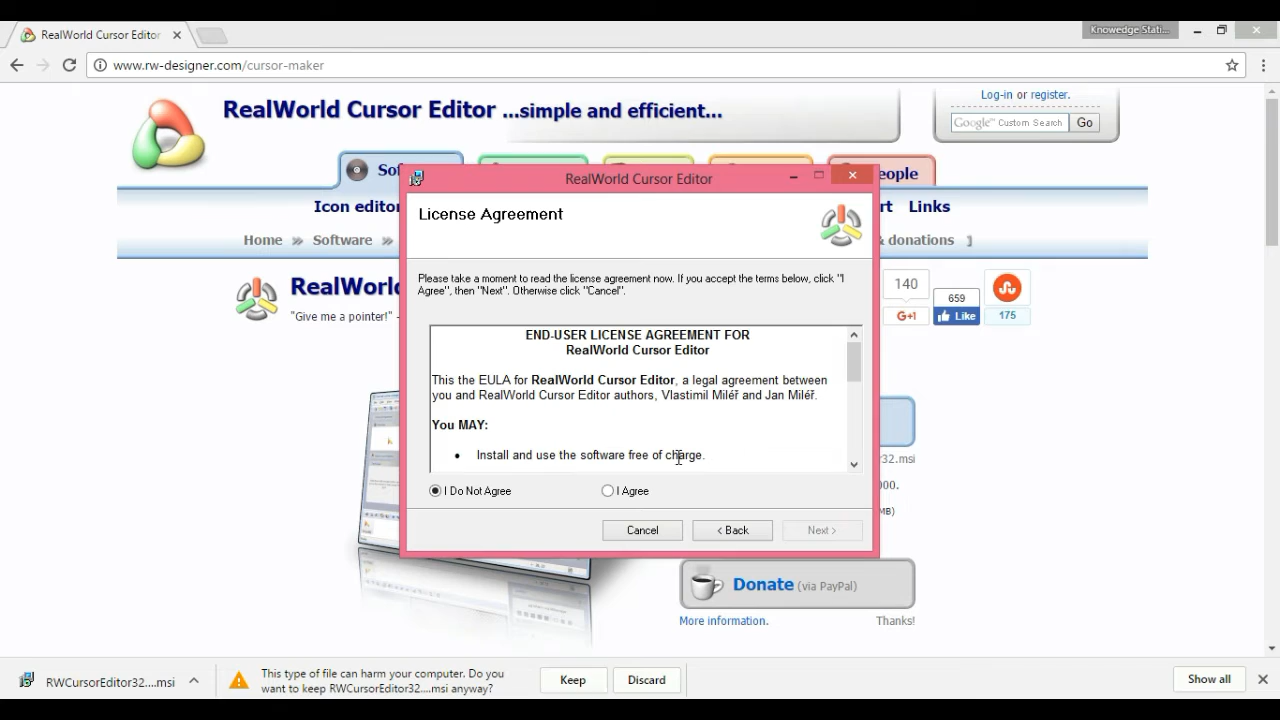 RealWorld Cursor Editor
Knowedge Stati...
www.rw-designer.com/cursor-maker
RealWorld Cursor Editor ...simple and efficient...
Log-in or register.
Google™ Custom Search Go
RealWorld Cursor Editor
eople
Icon editor
rt Links
Home » Software »
& donations ]
License Agreement
Please take a moment to read the license agreement now. If you accept the terms below, click "I
Agree", then "Next". Otherwise click "Cancel".
RealWorl
"Give me a pointer!" -
140
G+1
659
Like
175
END-USER LICENSE AGREEMENT FOR
RealWorld Cursor Editor
This the EULA for RealWorld Cursor Editor, a legal agreement between
you and RealWorld Cursor Editor authors, Vlastimil Miléř and Jan Miléř.
You MAY:
• Install and use the software free of charge.
r32.msi
000.
MB)
I Do Not Agree
I Agree
Cancel
< Back
Next >
Donate (via PayPal)
More information.
Thanks!
RWCursorEditor32....msi
This type of file can harm your computer. Do you
want to keep RWCursorEditor32....msi anyway?
Keep
Discard
Show all